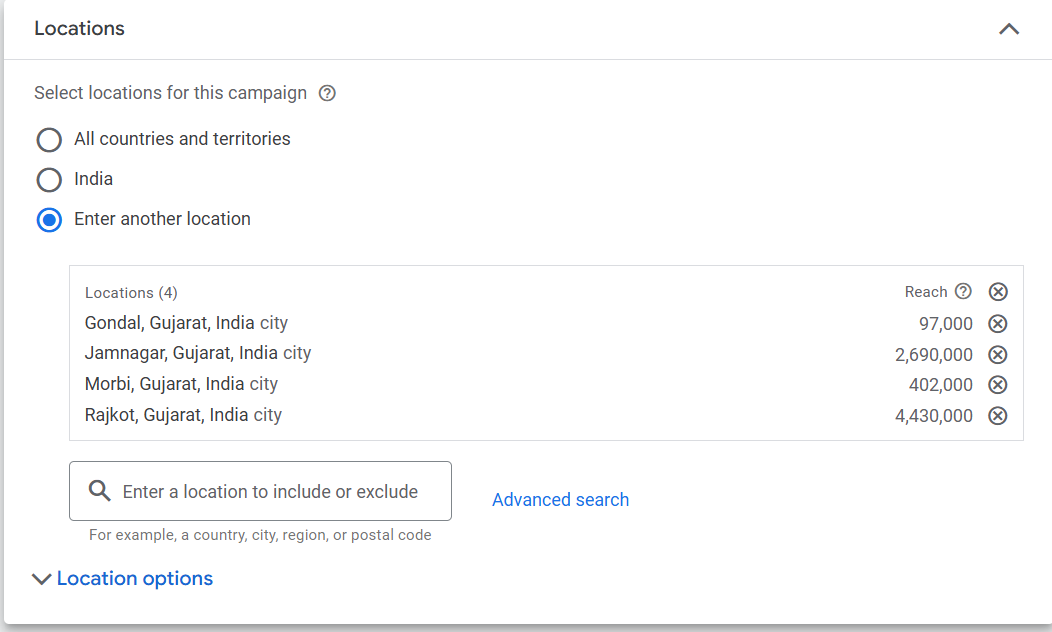 Locations
Select locations for this campaign
All countries and territories
India
Enter another location
Locations (4) Reach
Gondal, Gujarat, India city 97,000
Jamnagar, Gujarat, India city 2,690,000
Morbi, Gujarat, India city 402,000
Rajkot, Gujarat, India city 4,430,000
Enter a location to include or exclude
Advanced search
For example, a country, city, region, or postal code
Location options